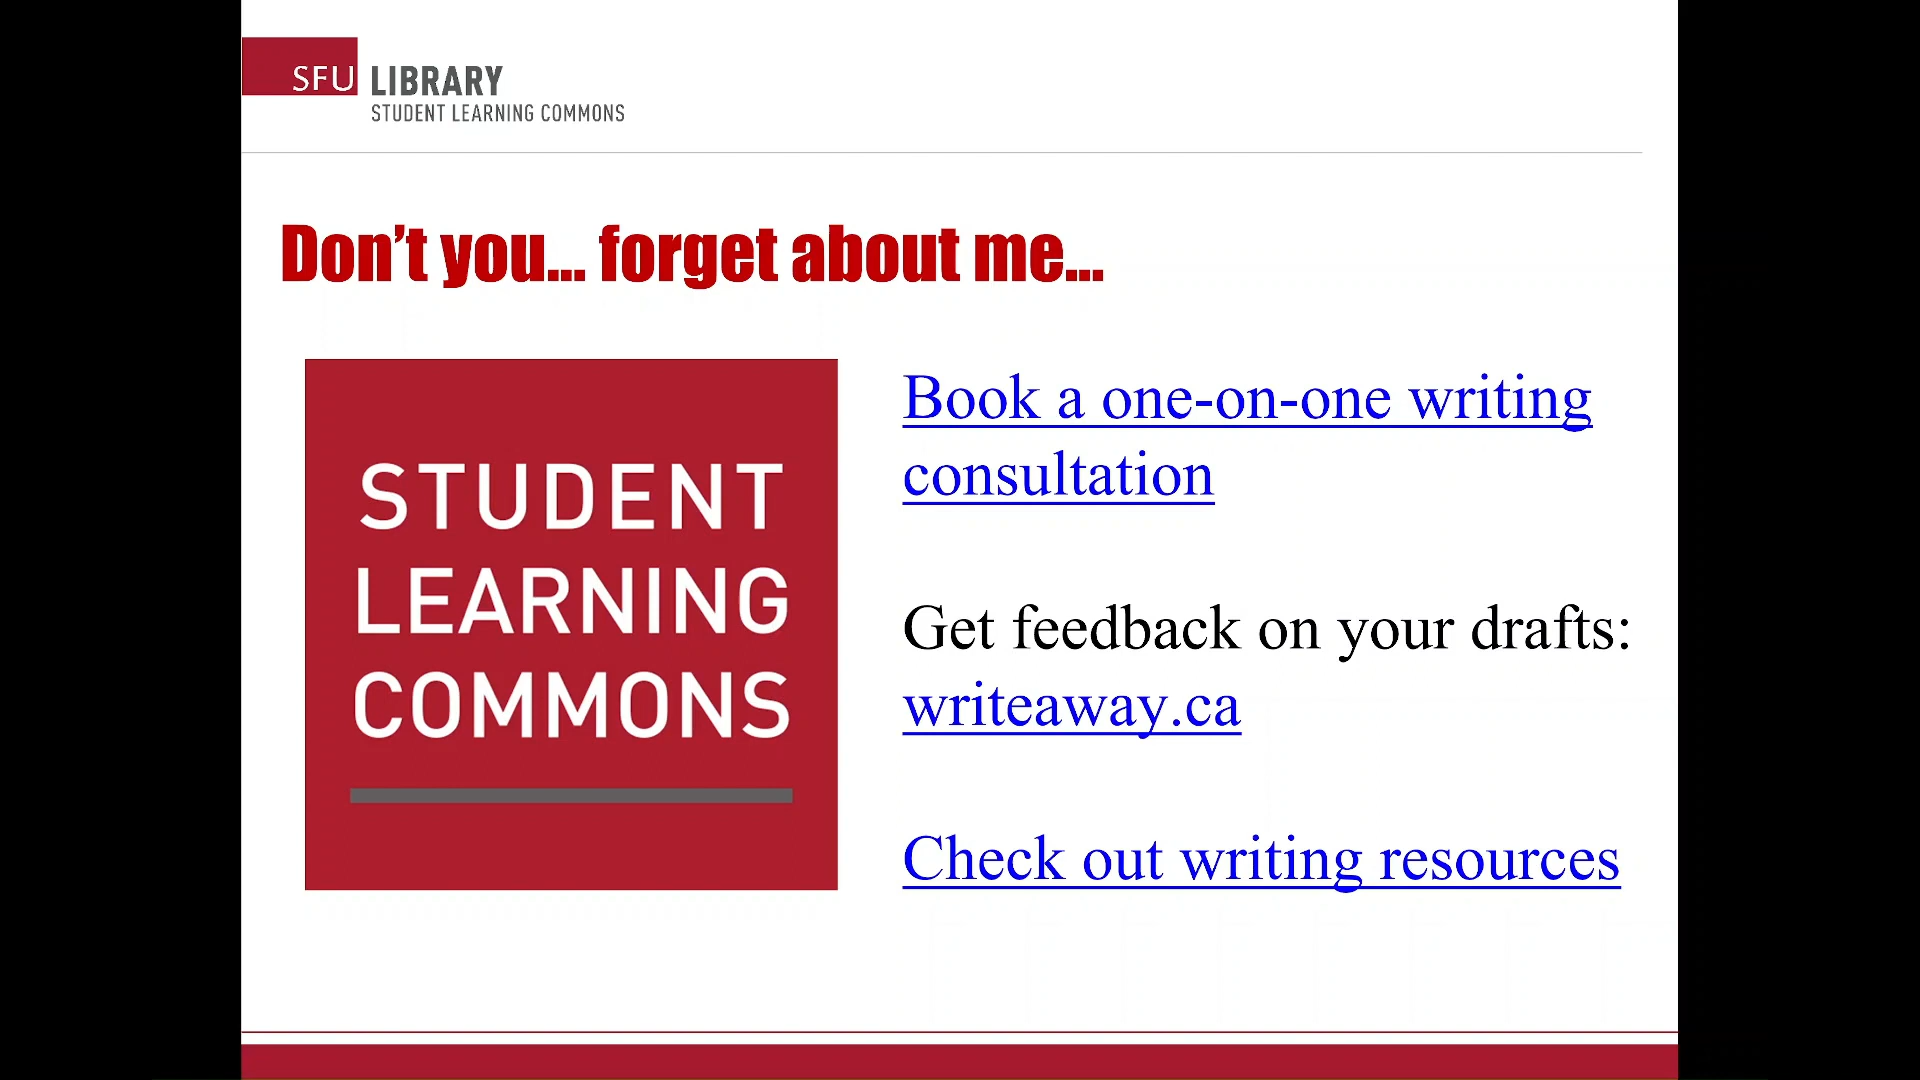 SFU LIBRARY
STUDENT LEARNING COMMONS
Don’t you... forget about me...
STUDENT
LEARNING
COMMONS
Book a one-on-one writing
consultation
Get feedback on your drafts:
writeaway.ca
Check out writing resources